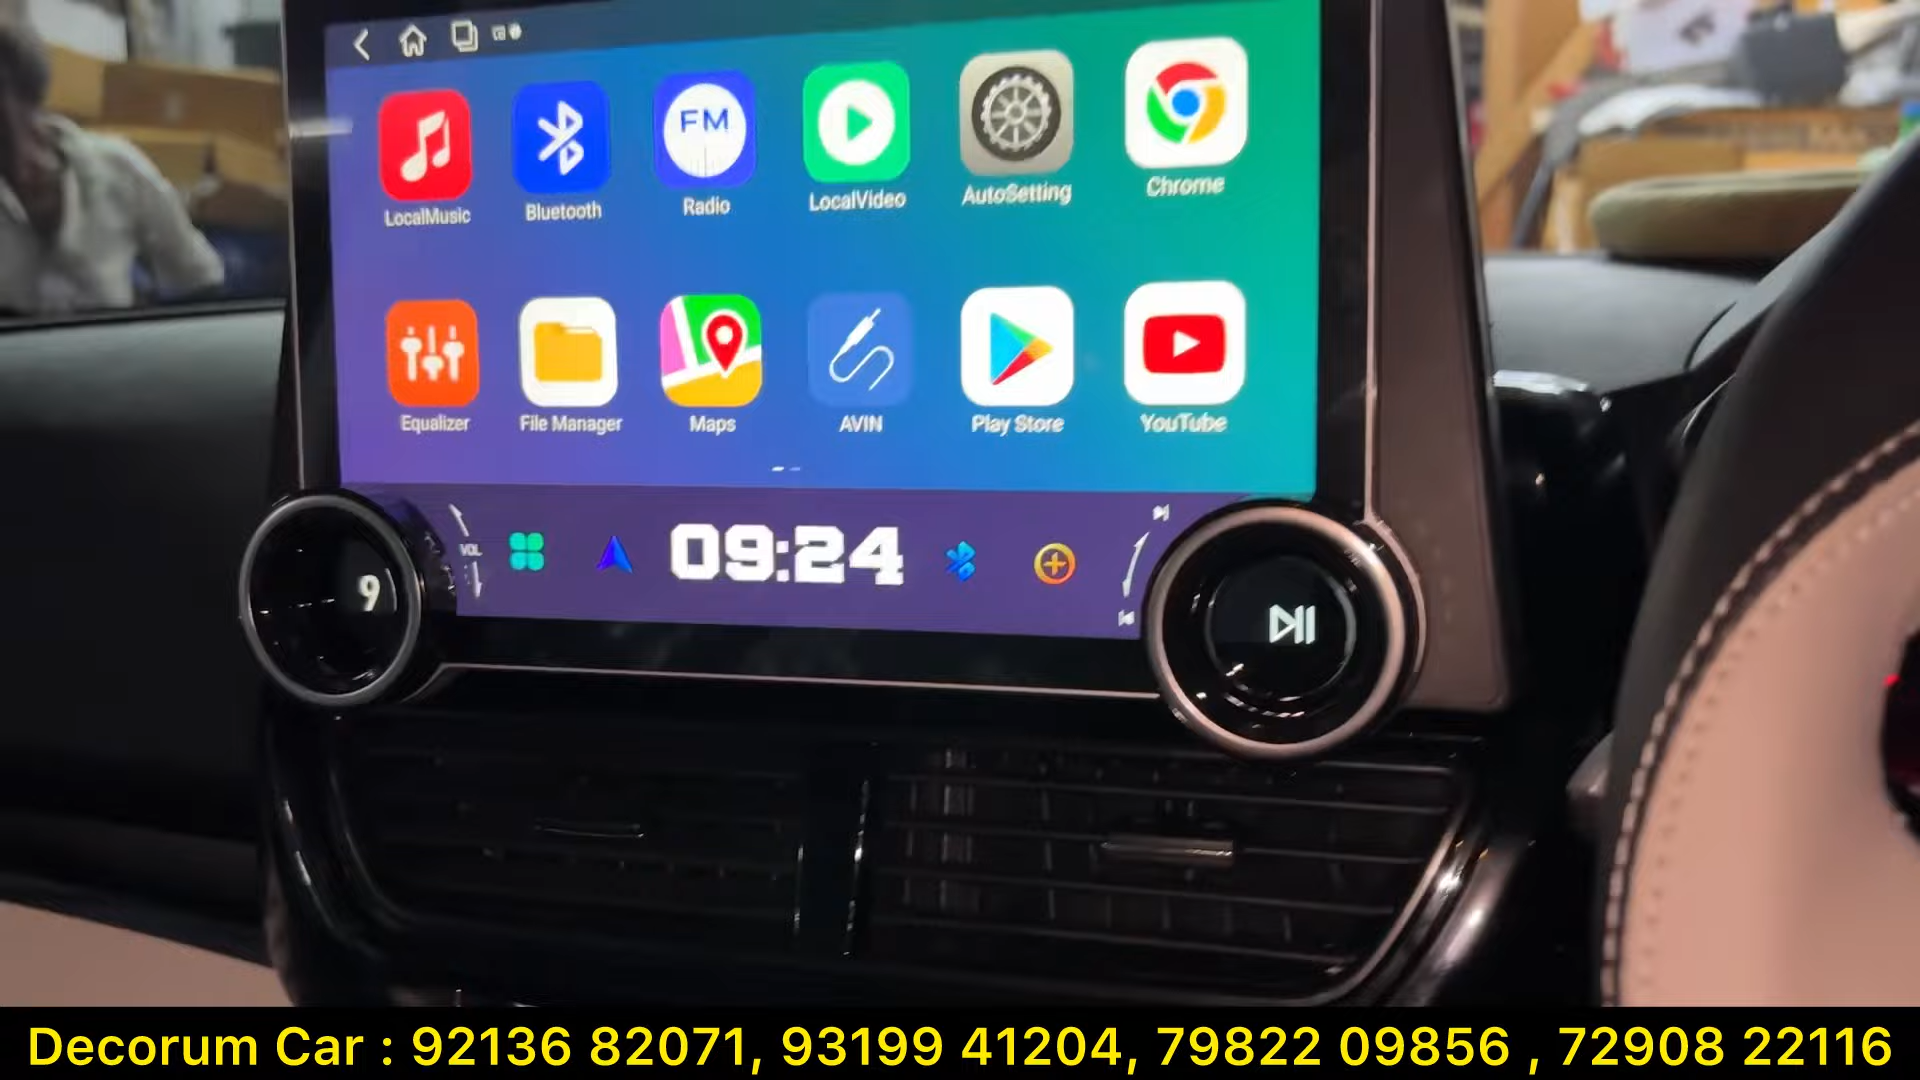 FM
LocalMusic Bluetooth Radio LocalVideo AutoSetting Chrome
Equalizer File Manager Maps AVIN Play Store YouTube
VOL 09:24
9
Decorum Car : 92136 82071, 93199 41204, 79822 09856 , 72908 22116